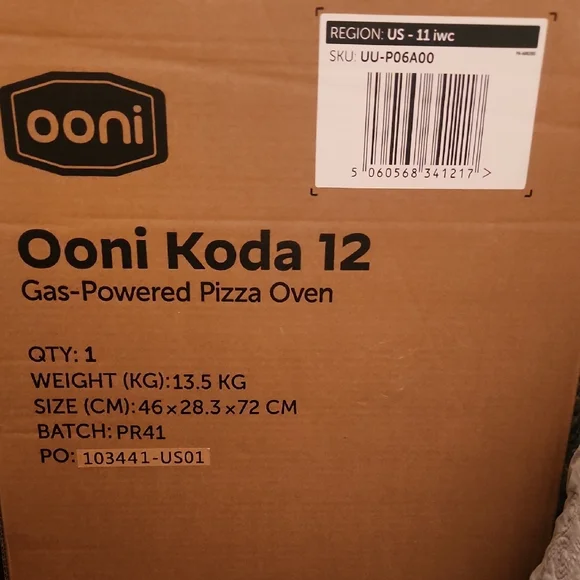 ooni
REGION: US - 11 iwc
SKU: UU-P06A00
5 060568 341217 >
Ooni Koda 12
Gas-Powered Pizza Oven
QTY: 1
WEIGHT (KG): 13.5 KG
SIZE (CM): 46 x 28.3 x 72 CM
BATCH: PR41
PO: 103441-US01